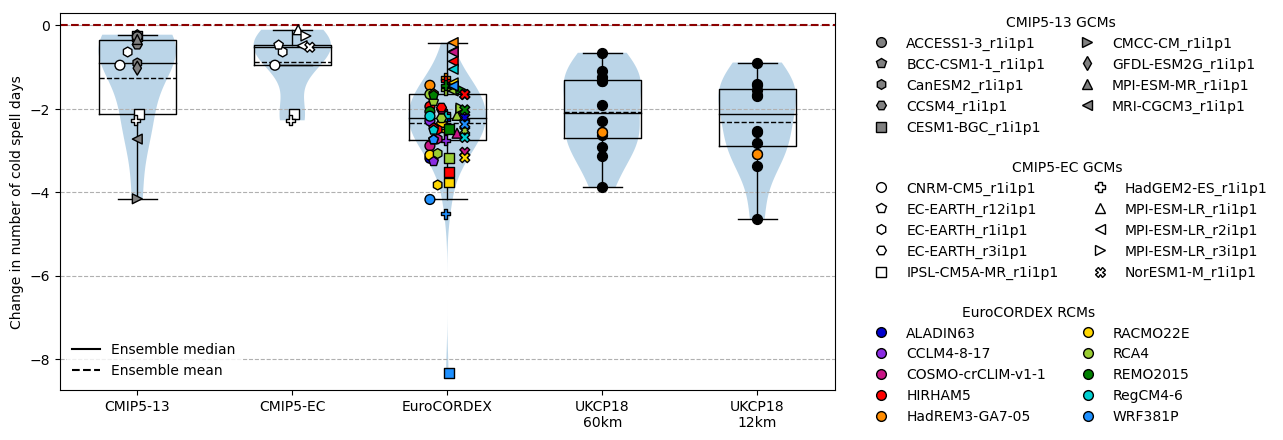 CMIP5-13 GCMs
ACCESS1-3_r1i1p1
BCC-CSM1-1_r1i1p1
CanESM2_r1i1p1
CCSM4_r1i1p1
CESM1-BGC_r1i1p1
CMCC-CM_r1i1p1
GFDL-ESM2G_r1i1p1
MPI-ESM-MR_r1i1p1
MRI-CGCM3_r1i1p1
CMIP5-EC GCMs
CNRM-CM5_r1i1p1
EC-EARTH_r12i1p1
EC-EARTH_r1i1p1
EC-EARTH_r3i1p1
IPSL-CM5A-MR_r1i1p1
HadGEM2-ES_r1i1p1
MPI-ESM-LR_r1i1p1
MPI-ESM-LR_r2i1p1
MPI-ESM-LR_r3i1p1
NorESM1-M_r1i1p1
EuroCORDEX RCMs
ALADIN63
CCLM4-8-17
COSMO-crCLIM-v1-1
HIRHAM5
HadREM3-GA7-05
RACMO22E
RCA4
REMO2015
RegCM4-6
WRF381P
Change in number of cold spell days
0
−2
−4
−6
−8
Ensemble median
Ensemble mean
CMIP5-13
CMIP5-EC
EuroCORDEX
UKCP18
60km
UKCP18
12km